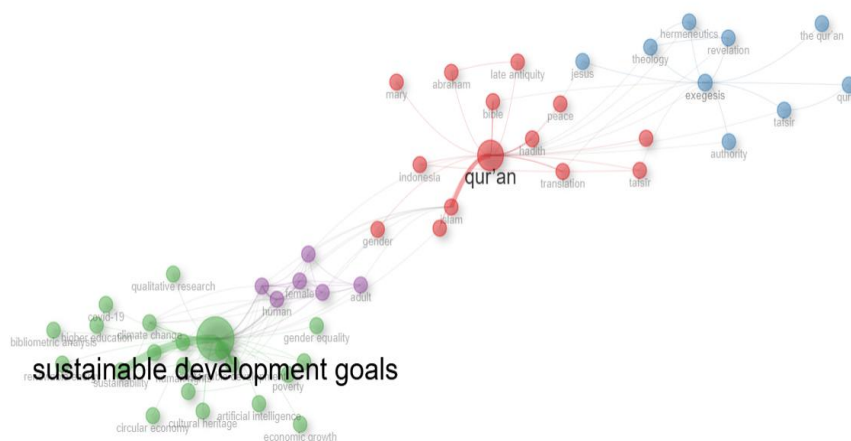 hermeneutics
the qur an
revelation
theology
late antiquity
jesus
abraham
exegesis
mary
bible
peace
tafsir
hadith
authority
qur'an
indonesia
translation
tafsīr
islam
gender
qualitative research
female
adult
human
covid-19
higher education
climate change
gender equality
bibliometric analysis
sustainable development goals
sustainability
poverty
artificial intelligence
circular economy
cultural heritage
economic growth